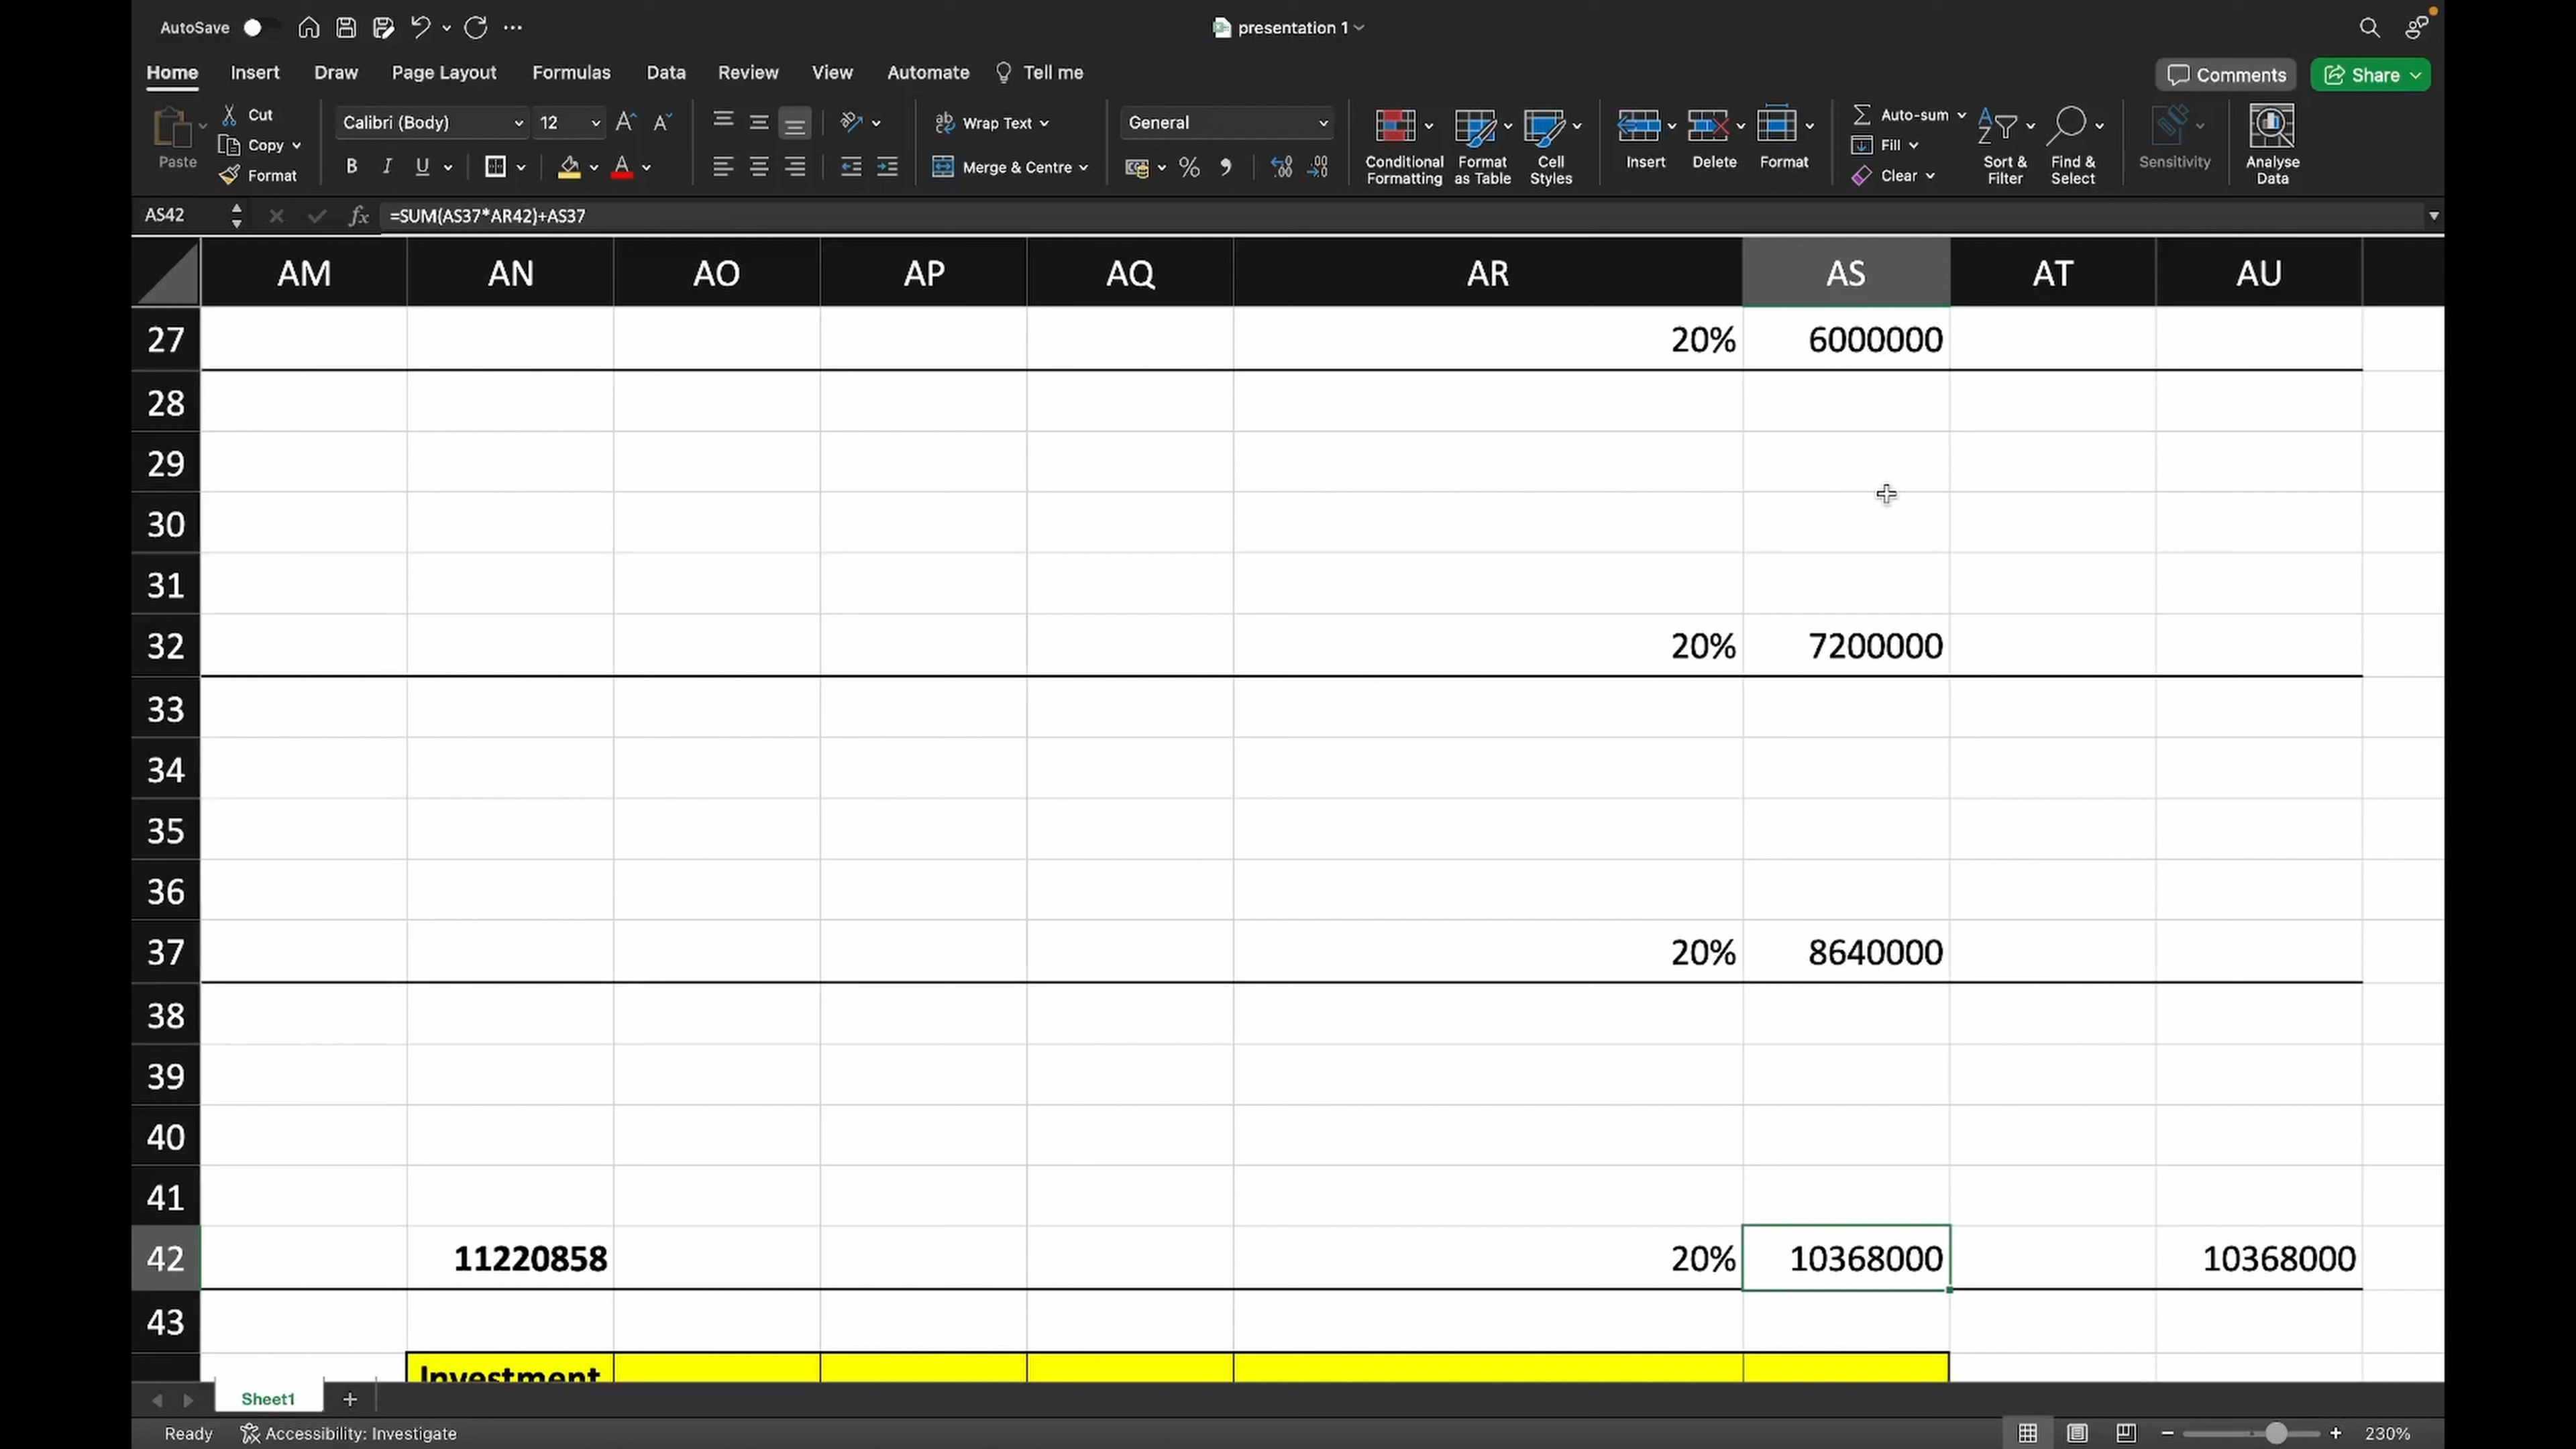 AutoSave
presentation 1
Home Insert Draw Page Layout Formulas Data Review View Automate Tell me
Comments Share
Paste
Cut
Copy
Format
Calibri (Body) 12
B I U
Wrap Text
Merge & Centre
General
Conditional Formatting
Format as Table
Cell Styles
Insert
Delete
Format
Auto-sum
Fill
Clear
Sort & Filter
Find & Select
Sensitivity
Analyse Data
AS42 fx =SUM(AS37*AR42)+AS37
AM AN AO AP AQ AR AS AT AU
27 20% 6000000
28
29
30
31
32 20% 7200000
33
34
35
36
37 20% 8640000
38
39
40
41
42 11220858 20% 10368000 10368000
43
Investment
Sheet1 +
Ready Accessibility: Investigate 230%